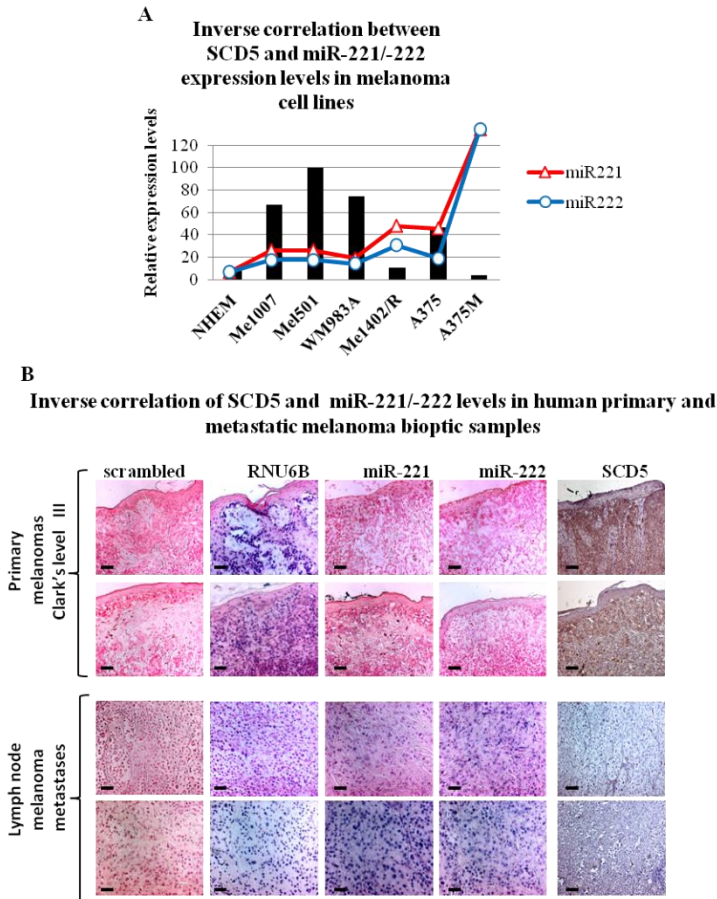 A
Inverse correlation between
SCD5 and miR-221/-222
expression levels in melanoma
cell lines
Relative expression levels
120
100
80
60
40
20
0
NHEM
Me1007
Mel501
WM983A
Me1402/R
A375
A375M
miR221
miR222
B
Inverse correlation of SCD5 and miR-221/-222 levels in human primary and
metastatic melanoma bioptic samples
scrambled RNU6B miR-221 miR-222 SCD5
Primary
melanomas
Clark's level III
Lymph node
melanoma
metastases